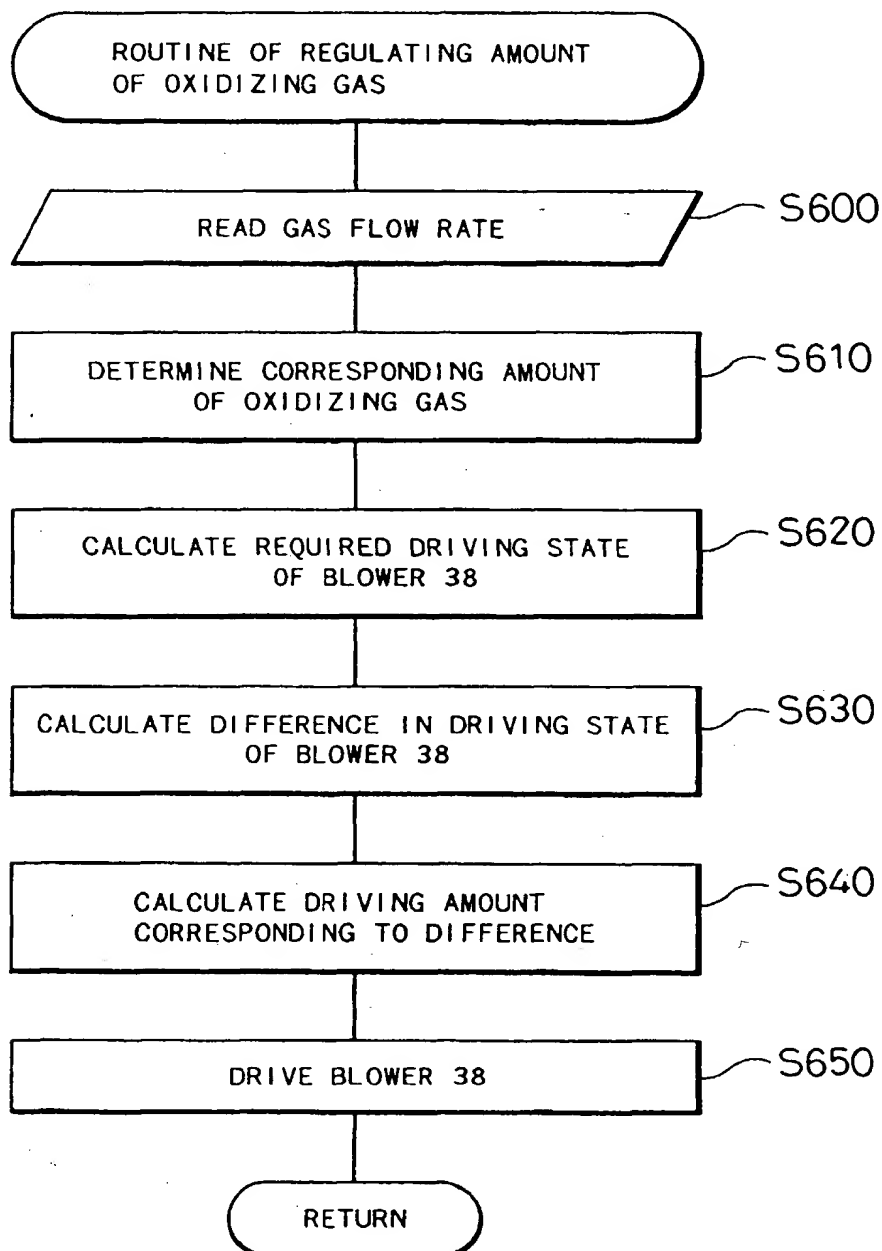 ROUTINE OF REGULATING AMOUNT
OF OXIDIZING GAS
READ GAS FLOW RATE
S600
DETERMINE CORRESPONDING AMOUNT
OF OXIDIZING GAS
S610
CALCULATE REQUIRED DRIVING STATE
OF BLOWER 38
S620
CALCULATE DIFFERENCE IN DRIVING STATE
OF BLOWER 38
S630
CALCULATE DRIVING AMOUNT
CORRESPONDING TO DIFFERENCE
S640
DRIVE BLOWER 38
S650
RETURN